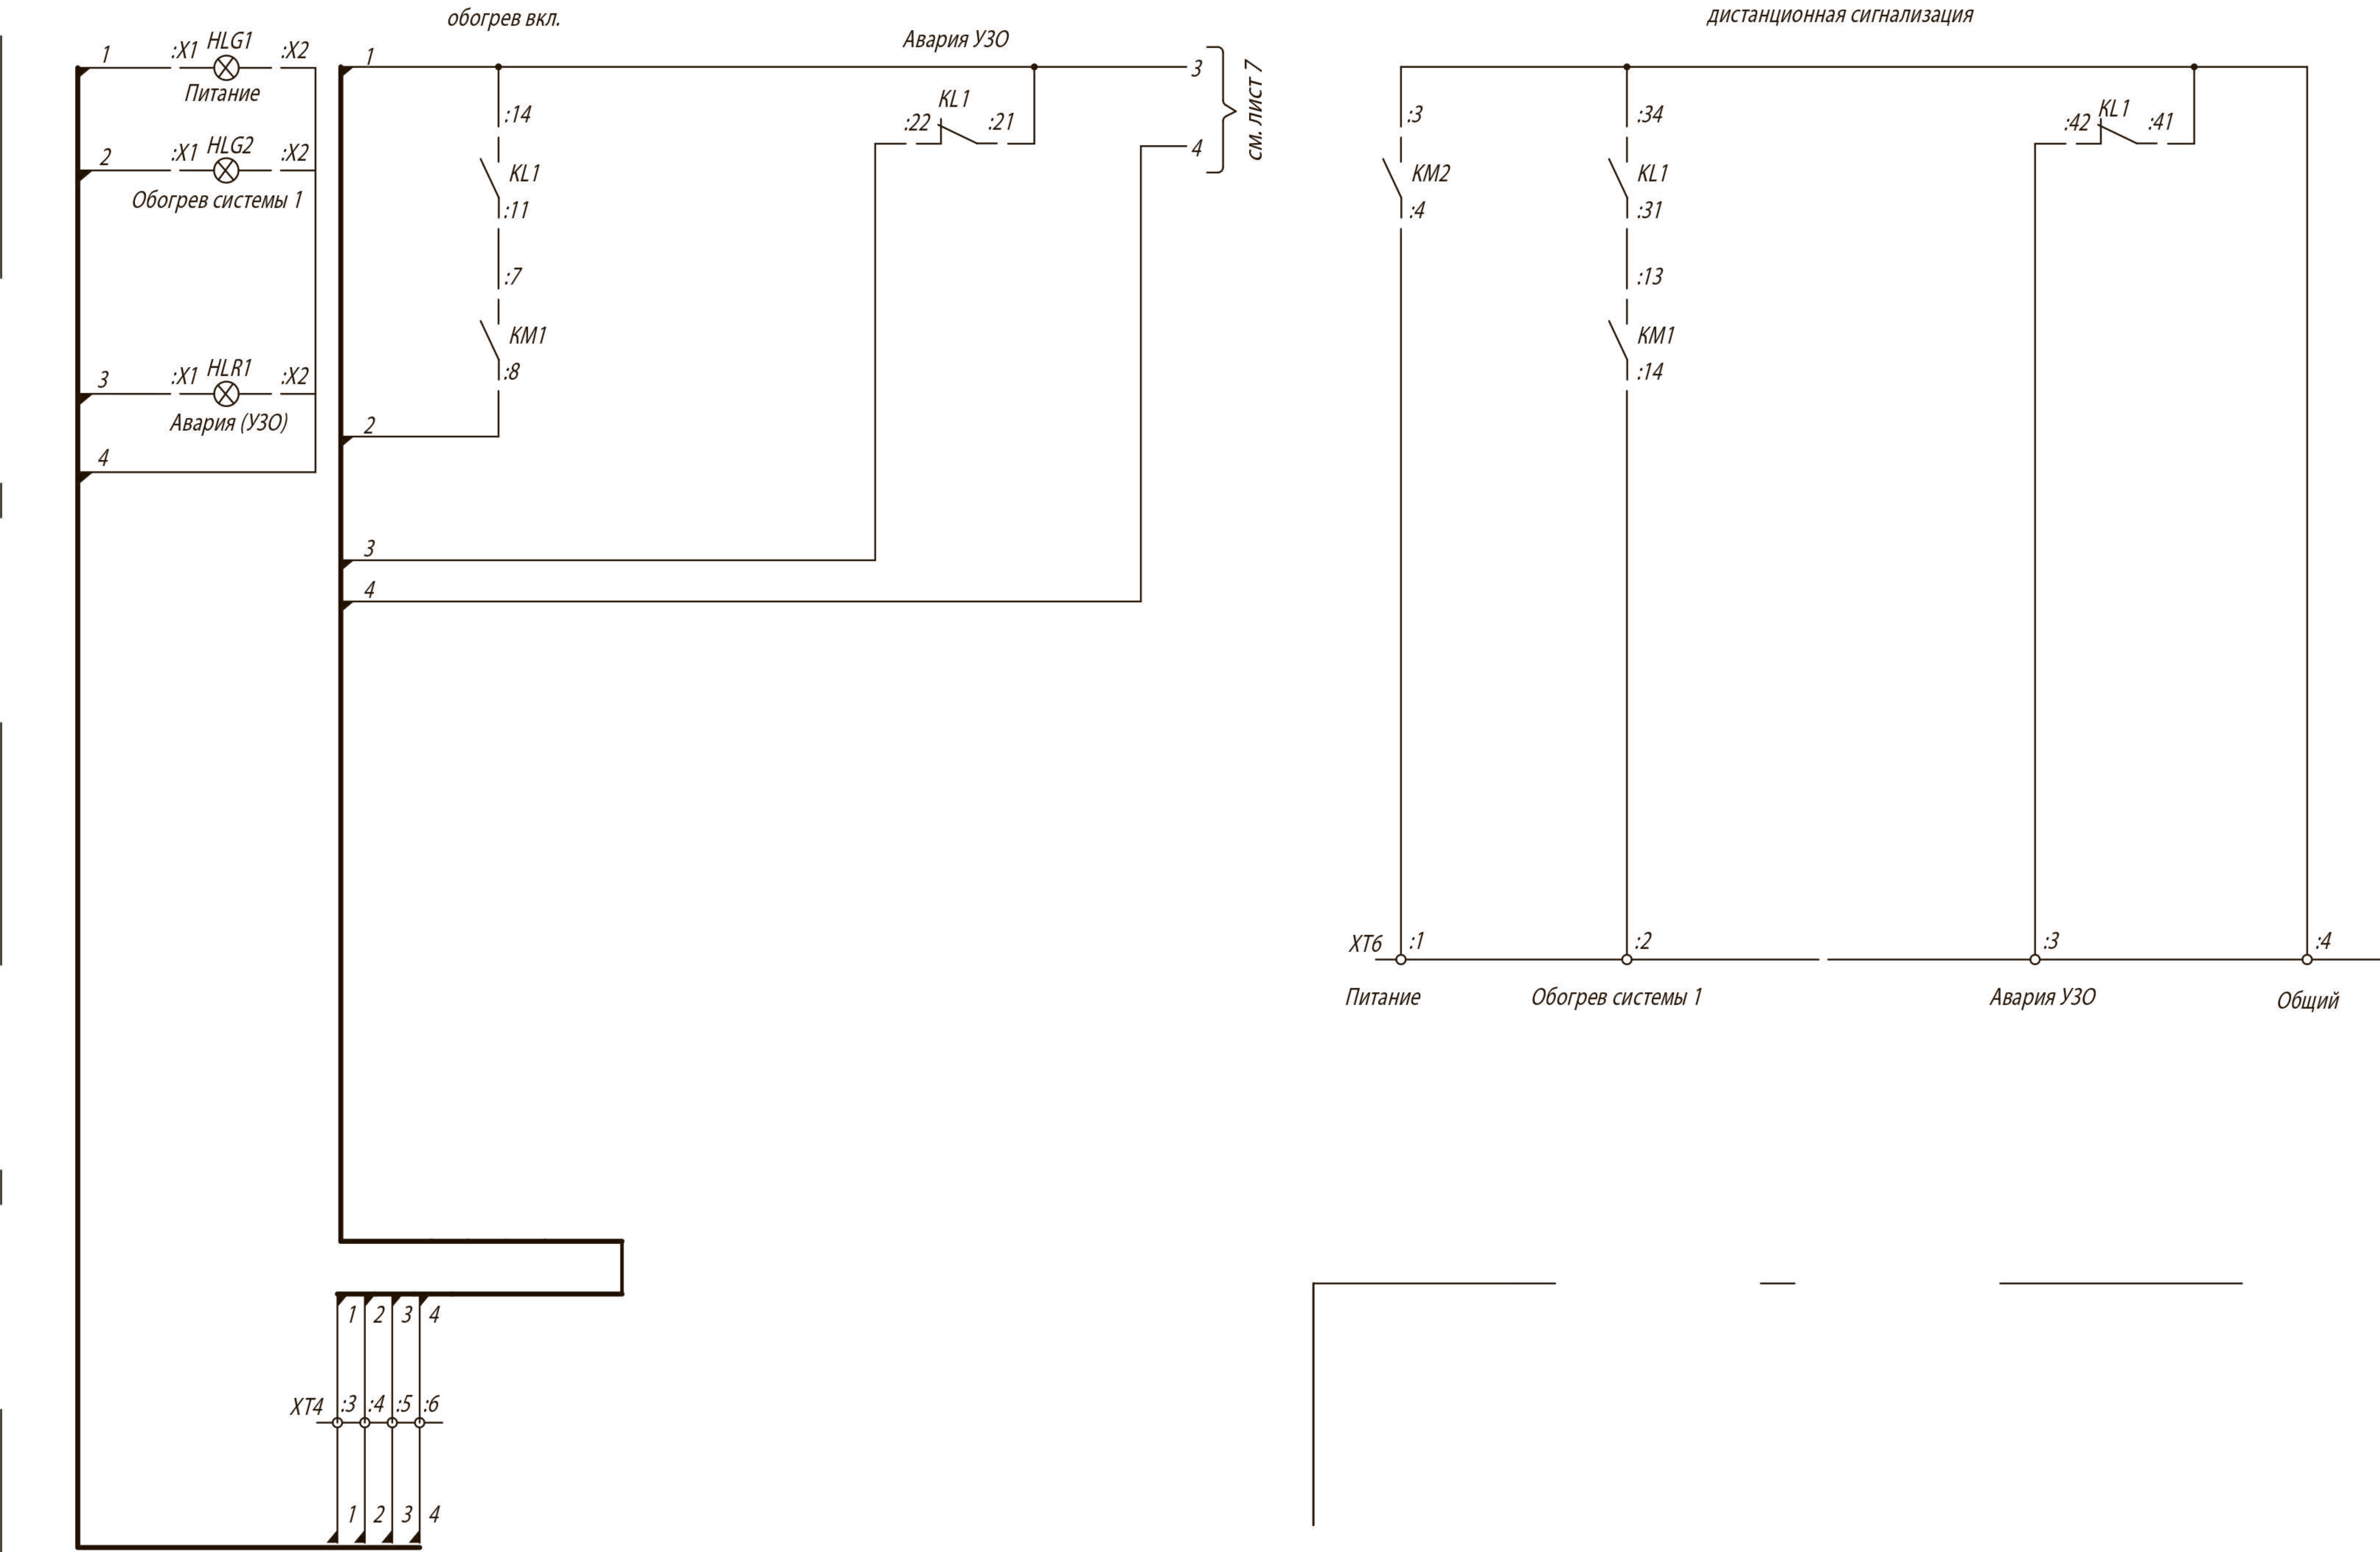 обогрев вкл.
дистанционная сигнализация
1
:X1
HLG1
:X2
Питание
2
:X1
HLG2
:X2
Обогрев системы 1
3
:X1
HLR1
:X2
Авария (УЗО)
4
1
:14
KL1
:11
:7
KM1
:8
2
3
4
Авария УЗО
KL1
:22
:21
3
4
см. лист 7
:3
KM2
:4
:34
KL1
:31
:13
KM1
:14
KL1
:42
:41
XT6
:1
:2
:3
:4
Питание
Обогрев системы 1
Авария УЗО
Общий
1 2 3 4
XT4 :3 :4 :5 :6
1 2 3 4